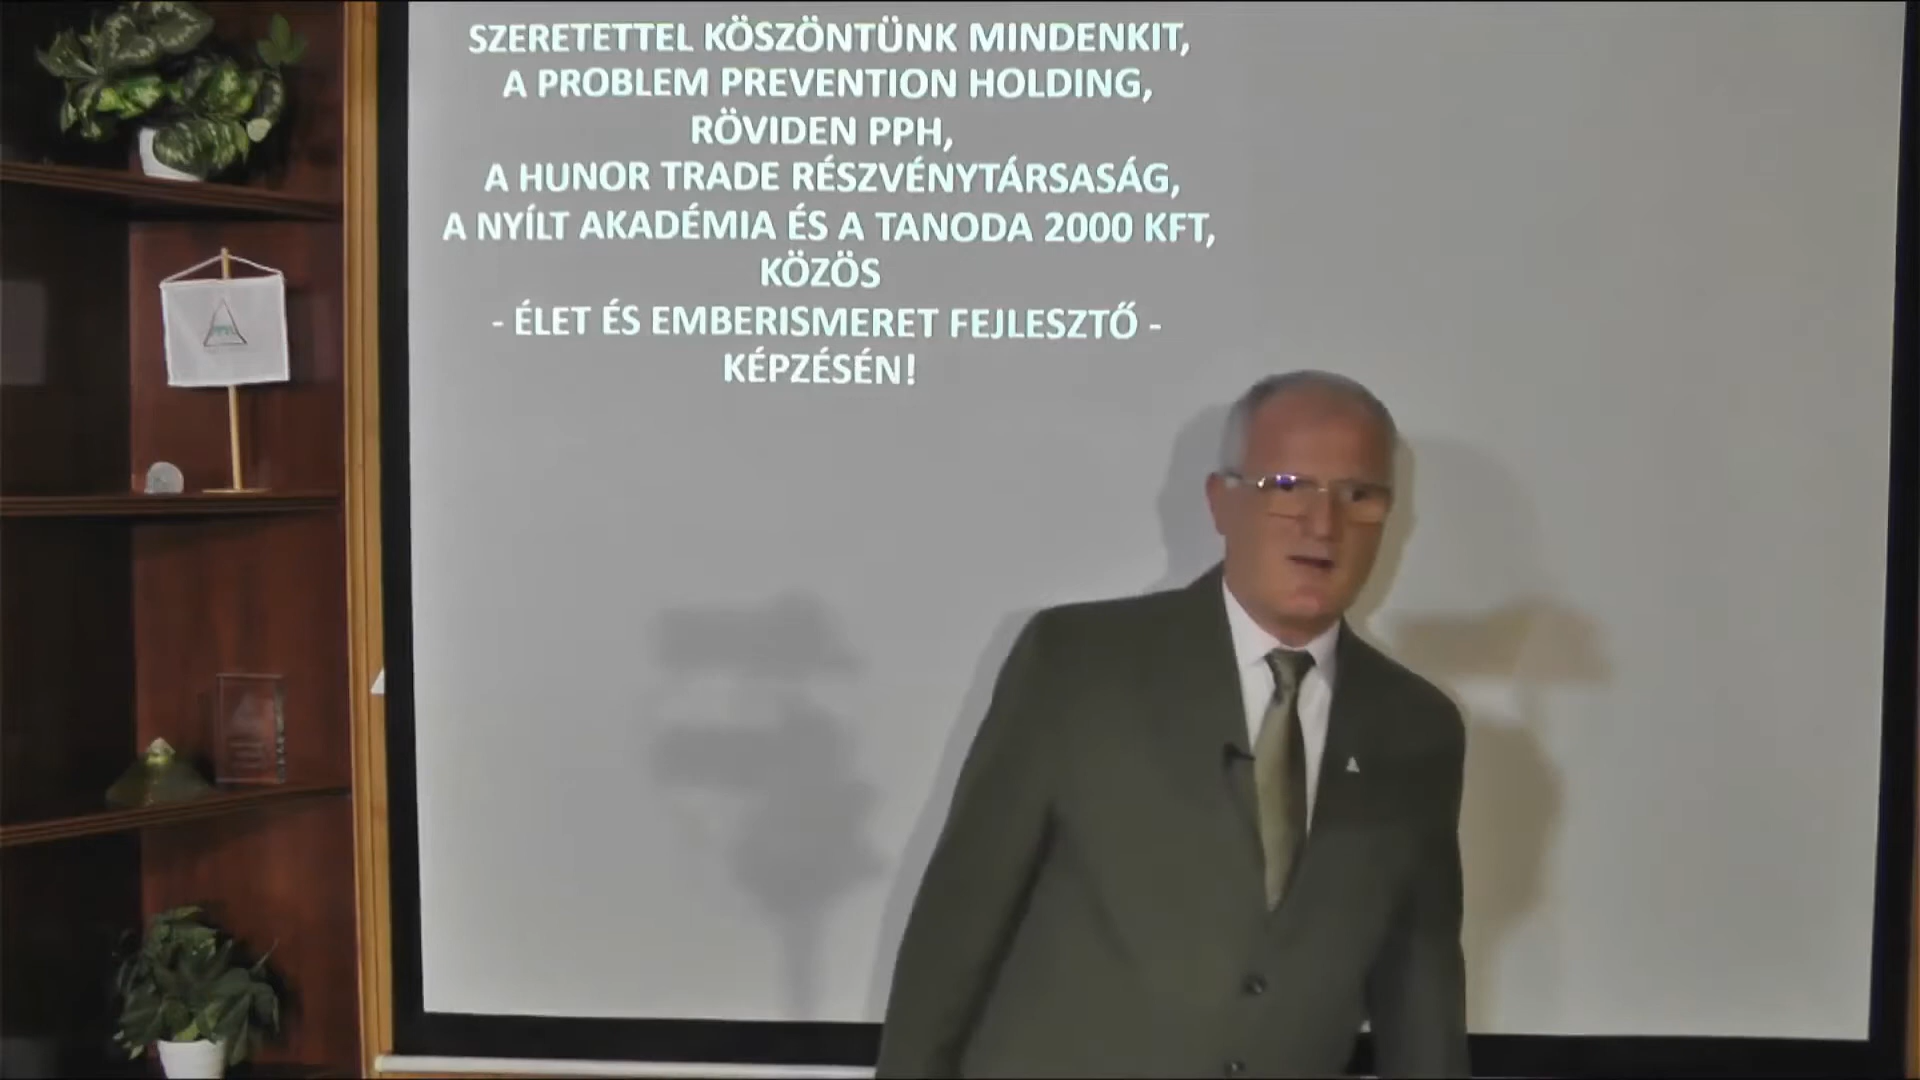 SZERETETTEL KÖSZÖNTÜNK MINDENKIT,
A PROBLEM PREVENTION HOLDING,
RÖVIDEN PPH,
A HUNOR TRADE RÉSZVÉNYTÁRSASÁG,
A NYÍLT AKADÉMIA ÉS A TANODA 2000 KFT,
KÖZÖS
- ÉLET ÉS EMBERISMERET FEJLESZTŐ -
KÉPZÉSÉN!